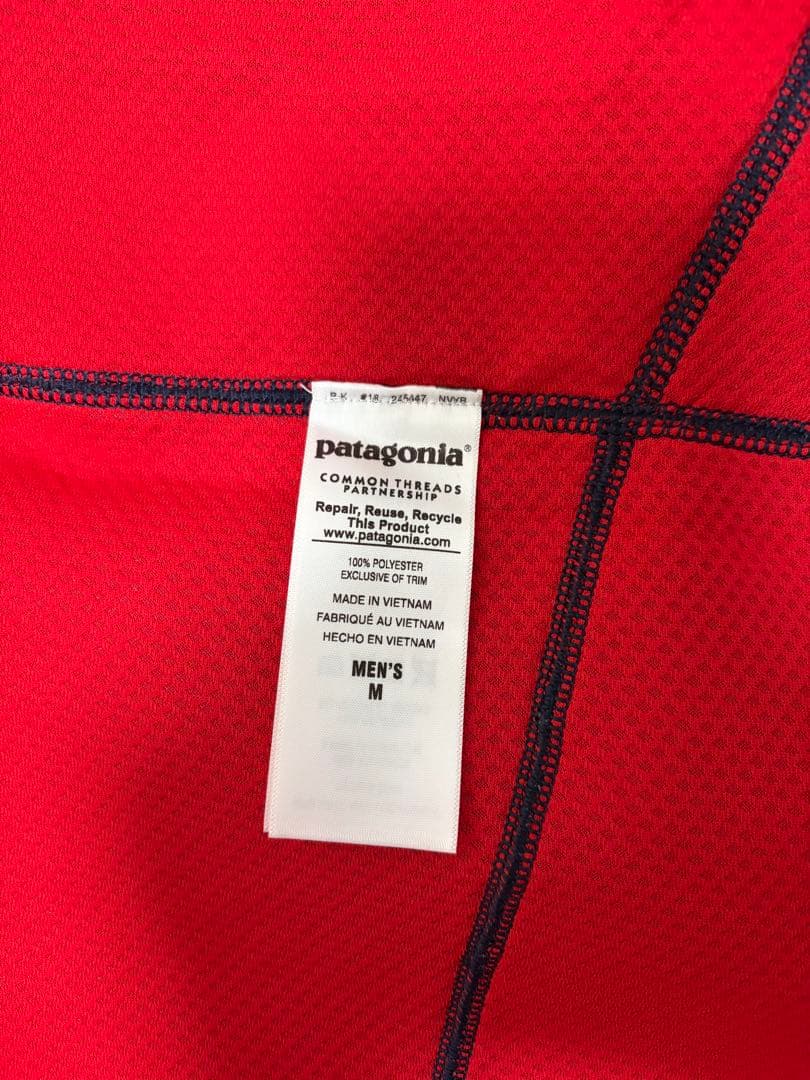 patagonia®
COMMON THREADS
PARTNERSHIP
Repair, Reuse, Recycle
This Product
www.patagonia.com
100% POLYESTER
EXCLUSIVE OF TRIM
MADE IN VIETNAM
FABRIQUÉ AU VIETNAM
HECHO EN VIETNAM
MEN'S
M